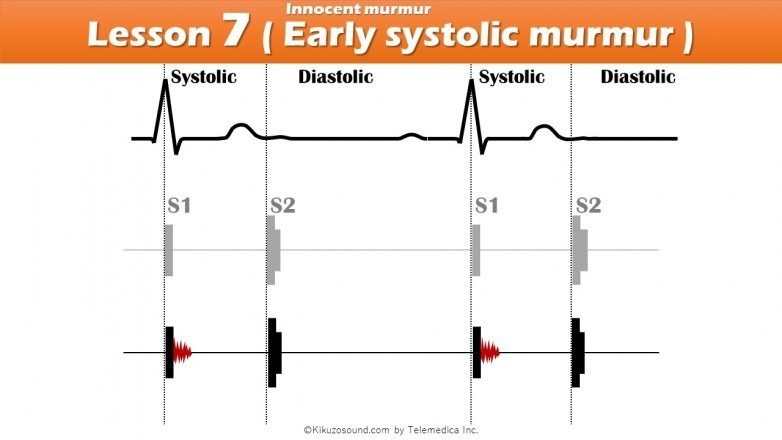 Innocent murmur
Lesson 7 ( Early systolic murmur )
Systolic Diastolic Systolic Diastolic
S1 S2 S1 S2
©Kikuzosound.com by Telemedica Inc.